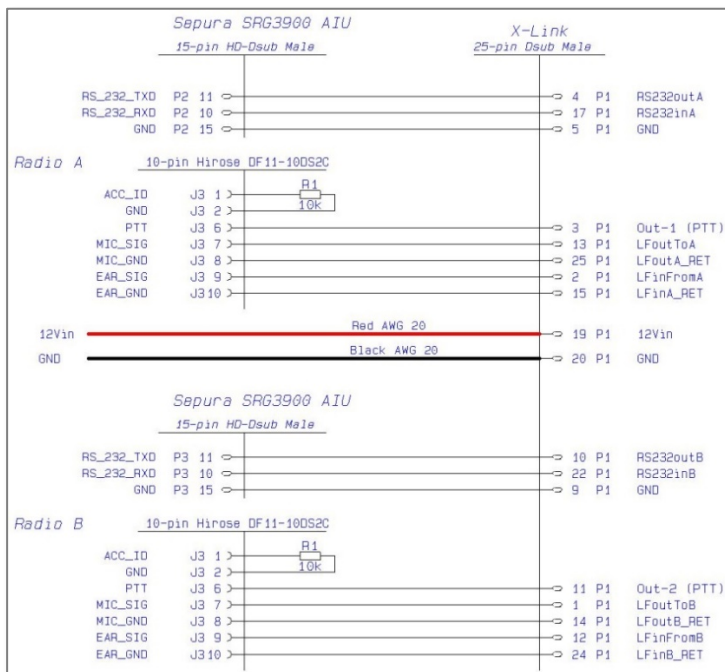 Sepura SRG3900 AIU X-Link
15-pin HD-Dsub Male 25-pin Dsub Male
RS_232_TXD P2 11 4 P1 RS232outA
RS_232_RXD P2 10 17 P1 RS232inA
GND P2 15 5 P1 GND
Radio A 10-pin Hirose DF11-10DS2C
R1
ACC_ID J3 1
10k
GND J3 2
PTT J3 6 3 P1 Out-1 (PTT)
MIC_SIG J3 7 13 P1 LFoutToA
MIC_GND J3 8 25 P1 LFoutA_RET
EAR_SIG J3 9 2 P1 LFinFromA
EAR_GND J3 10 15 P1 LFinA_RET
Red AWG 20
12Vin 19 P1 12Vin
Black AWG 20
GND 20 P1 GND
Sepura SRG3900 AIU
15-pin HD-Dsub Male
RS_232_TXD P3 11 10 P1 RS232outB
RS_232_RXD P3 10 22 P1 RS232inB
GND P3 15 9 P1 GND
Radio B 10-pin Hirose DF11-10DS2C
R1
ACC_ID J3 1
10k
GND J3 2
PTT J3 6 11 P1 Out-2 (PTT)
MIC_SIG J3 7 1 P1 LFoutToB
MIC_GND J3 8 14 P1 LFoutB_RET
EAR_SIG J3 9 12 P1 LFinFromB
EAR_GND J3 10 24 P1 LFinB_RET